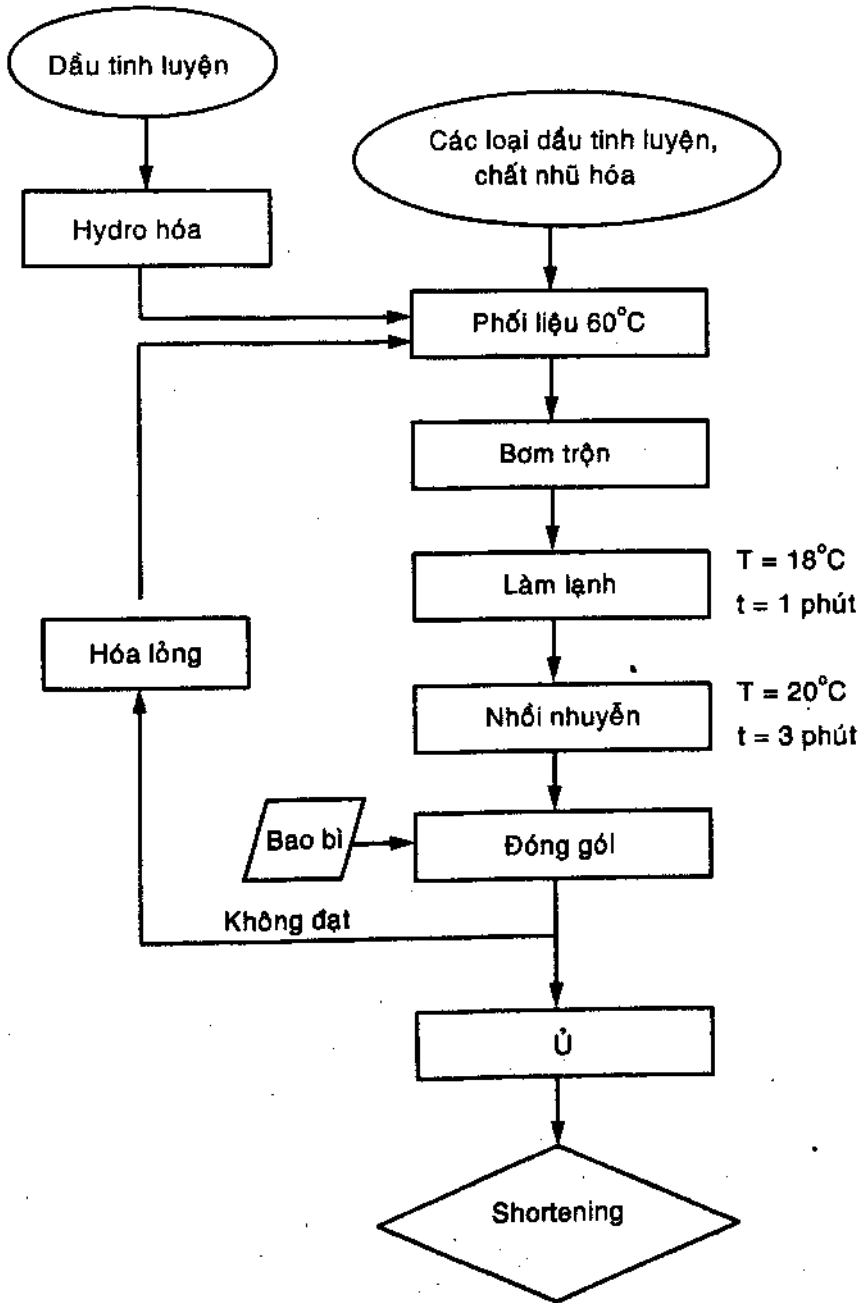 Dầu tinh luyện
Các loại dầu tinh luyện,
chất nhũ hóa
Hydro hóa
Phối liệu 60°C
Bơm trộn
Làm lạnh
T = 18°C
t = 1 phút
Hóa lỏng
Nhồi nhuyễn
T = 20°C
t = 3 phút
Bao bì
Đóng gói
Không đạt
Ủ
Shortening